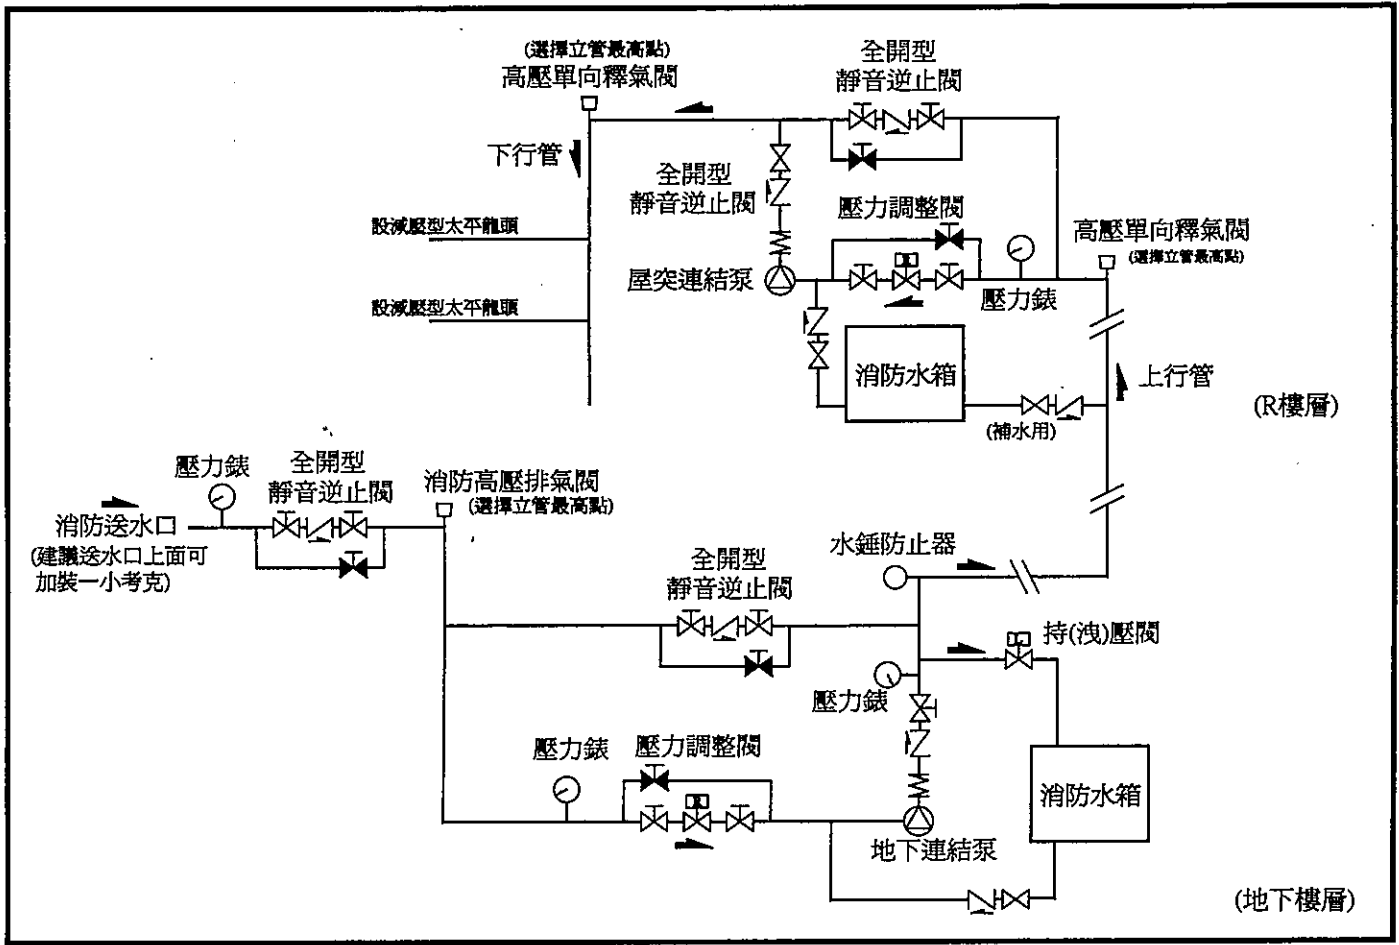 (選擇立管最高點)
高壓單向釋氣閥
全開型
靜音逆止閥
下行管
全開型
靜音逆止閥
壓力調整閥
設減壓型太平龍頭
高壓單向釋氣閥
(選擇立管最高點)
屋突連結泵
壓力錶
設減壓型太平龍頭
消防水箱
上行管
(R樓層)
(補水用)
壓力錶
全開型
靜音逆止閥
消防高壓排氣閥
(選擇立管最高點)
消防送水口
(建議送水口上面可
加裝一小考克)
水錘防止器
全開型
靜音逆止閥
持(洩)壓閥
壓力錶
壓力錶
壓力調整閥
消防水箱
地下連結泵
(地下樓層)